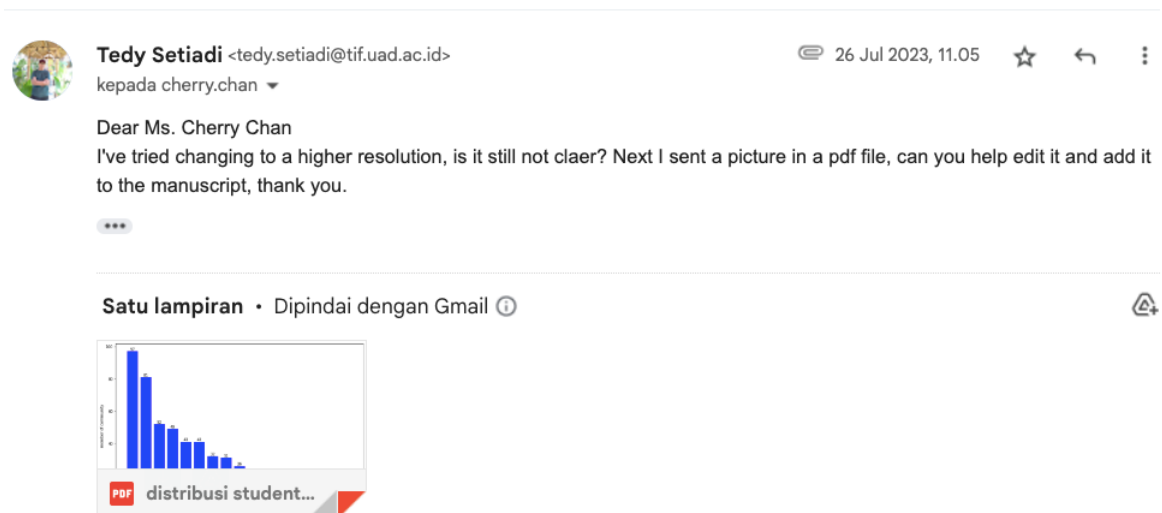 Tedy Setiadi <tedy.setiadi@tif.uad.ac.id>
26 Jul 2023, 11.05
kepada cherry.chan
Dear Ms. Cherry Chan
I've tried changing to a higher resolution, is it still not claer? Next I sent a picture in a pdf file, can you help edit it and add it
to the manuscript, thank you.
Satu lampiran • Dipindai dengan Gmail
100
PDF distribusi student...